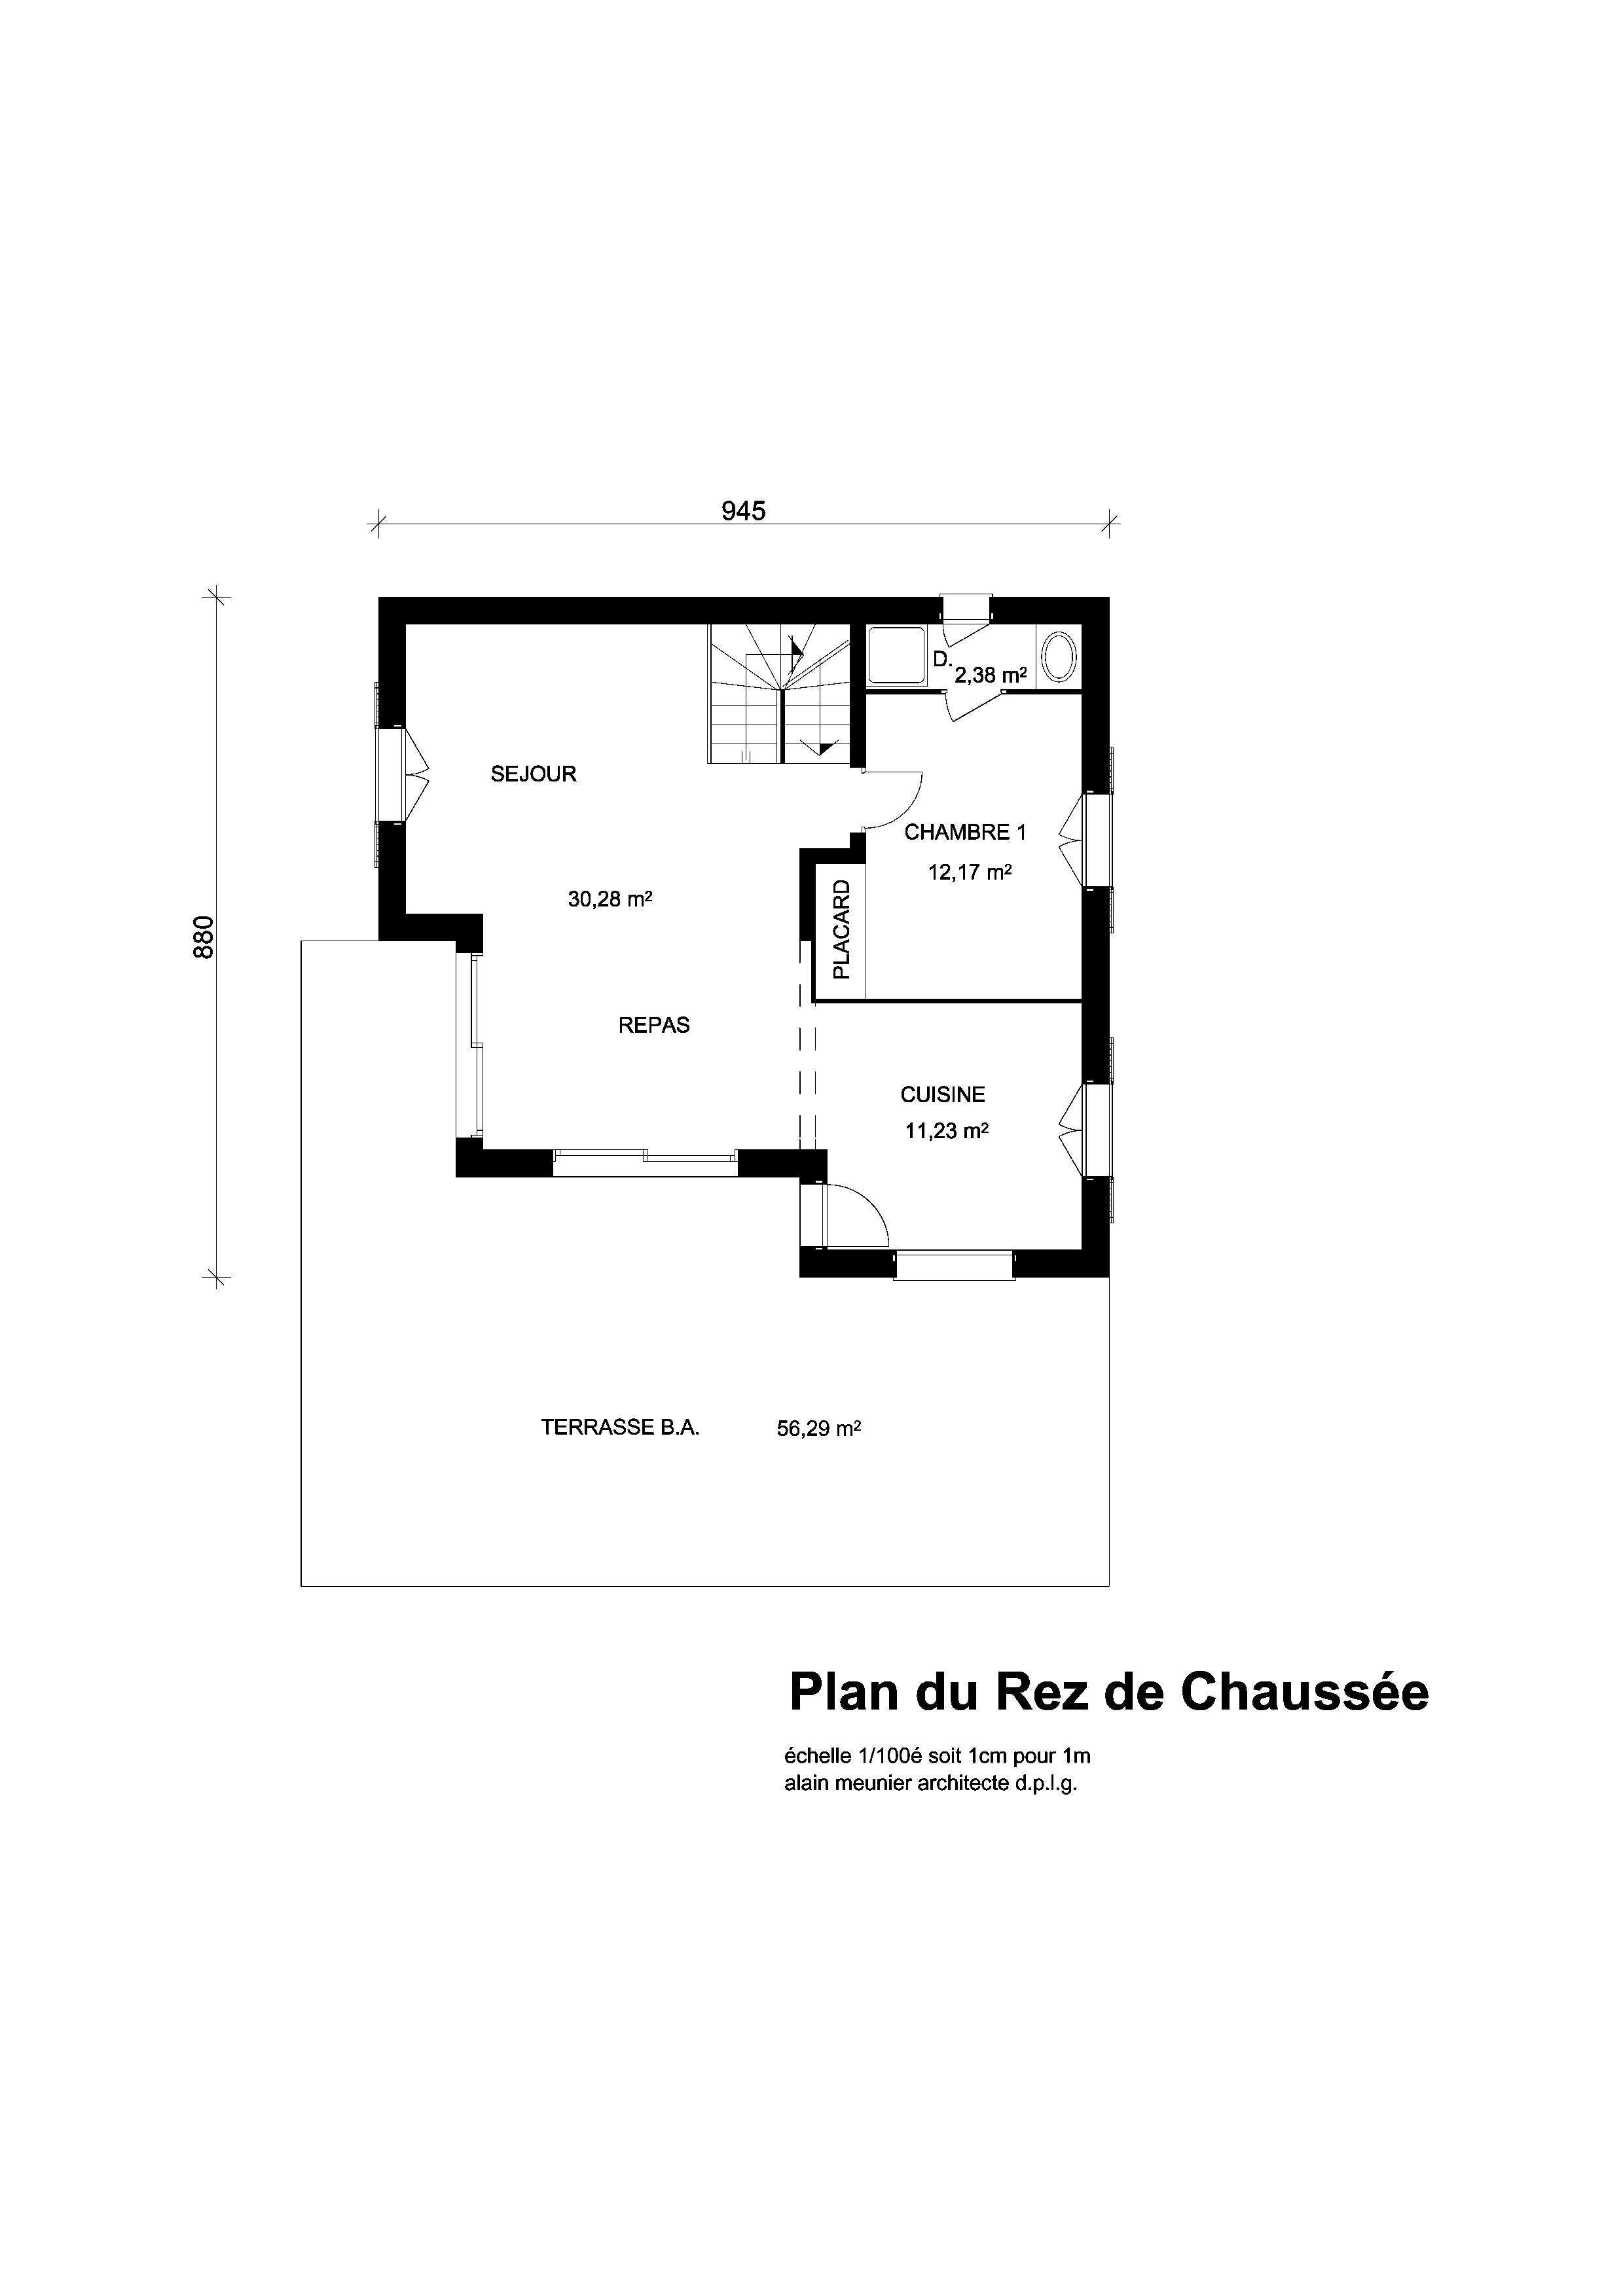 945
880
D.
2,38 m²
SEJOUR
CHAMBRE 1
12,17 m²
PLACARD
30,28 m²
REPAS
CUISINE
11,23 m²
TERRASSE B.A. 56,29 m²
Plan du Rez de Chaussée
échelle 1/100é soit 1cm pour 1m
alain meunier architecte d.p.l.g.